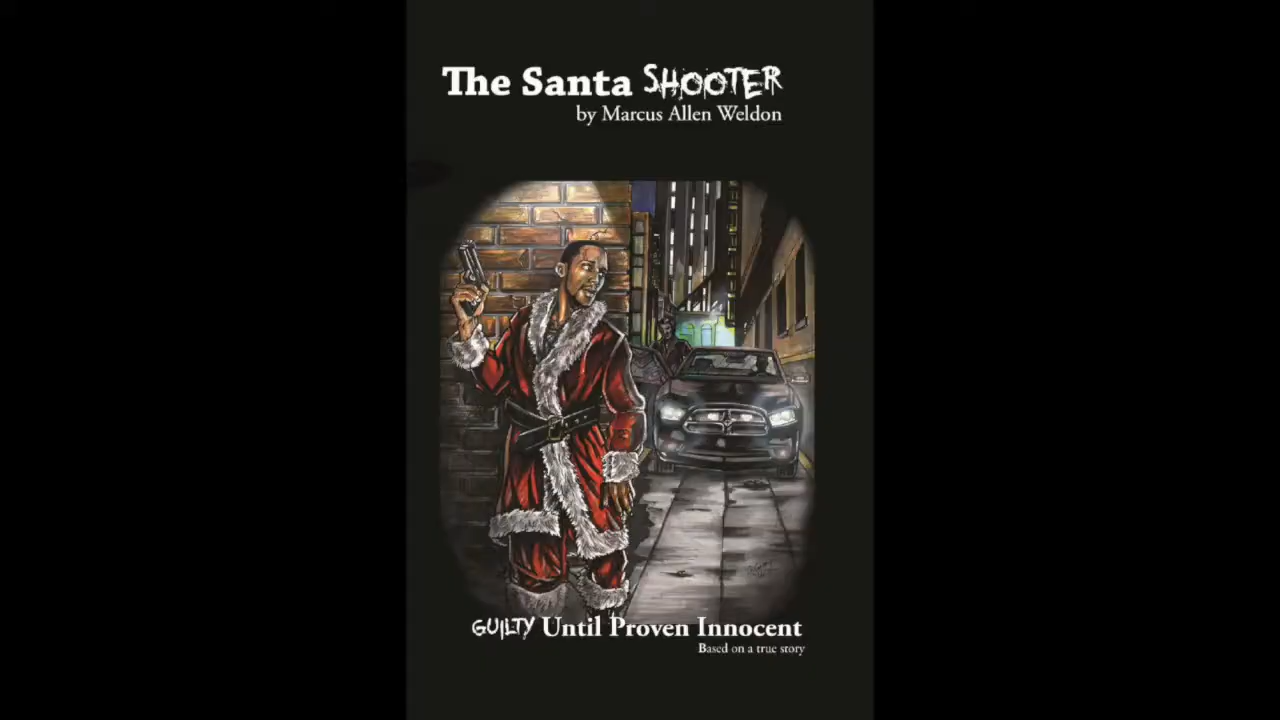 The Santa SHOOTER
by Marcus Allen Weldon
GUILTY Until Proven Innocent
Based on a true story